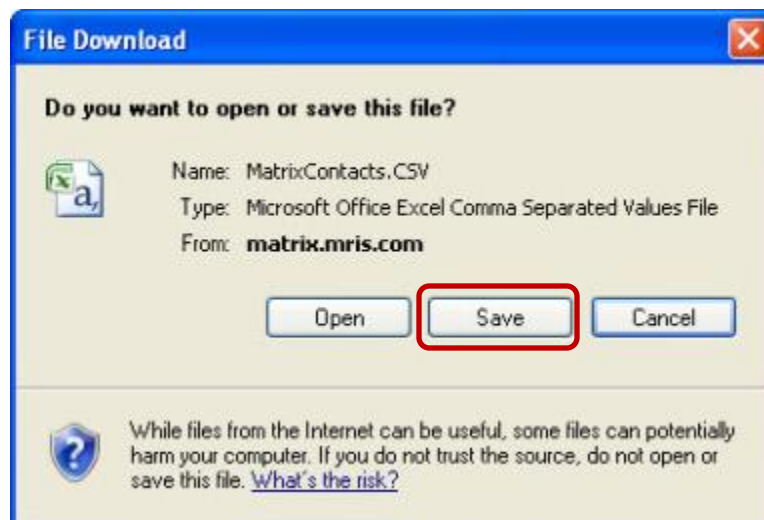 File Download
Do you want to open or save this file?
a,
Name: MatrixContacts.CSV
Type: Microsoft Office Excel Comma Separated Values File
From: matrix.mris.com
Open Save Cancel
While files from the Internet can be useful, some files can potentially
harm your computer. If you do not trust the source, do not open or
save this file. What's the risk?